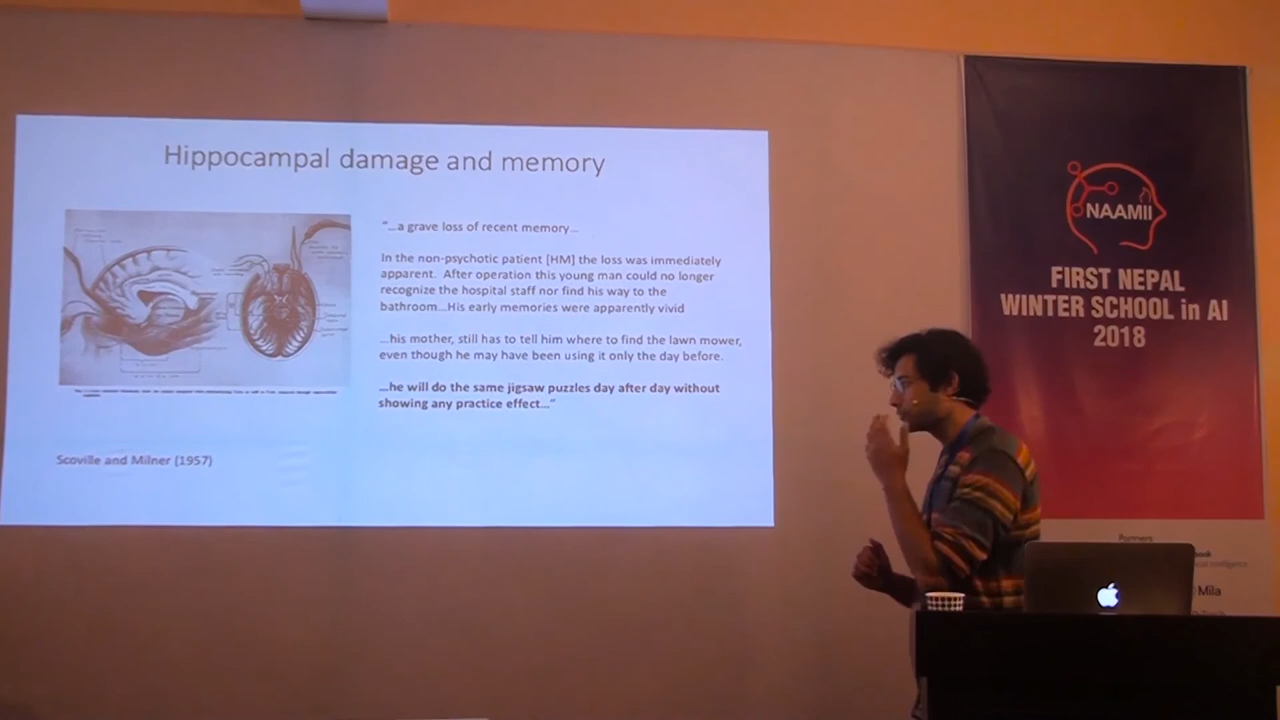 Hippocampal damage and memory
“...a grave loss of recent memory...
In the non-psychotic patient [HM] the loss was immediately
apparent. After operation this young man could no longer
recognize the hospital staff nor find his way to the
bathroom...His early memories were apparently vivid
...his mother, still has to tell him where to find the lawn mower,
even though he may have been using it only the day before.
...he will do the same jigsaw puzzles day after day without
showing any practice effect...”
Scoville and Milner (1957)
NAAMII
FIRST NEPAL
WINTER SCHOOL in AI
2018
Partners
Mila